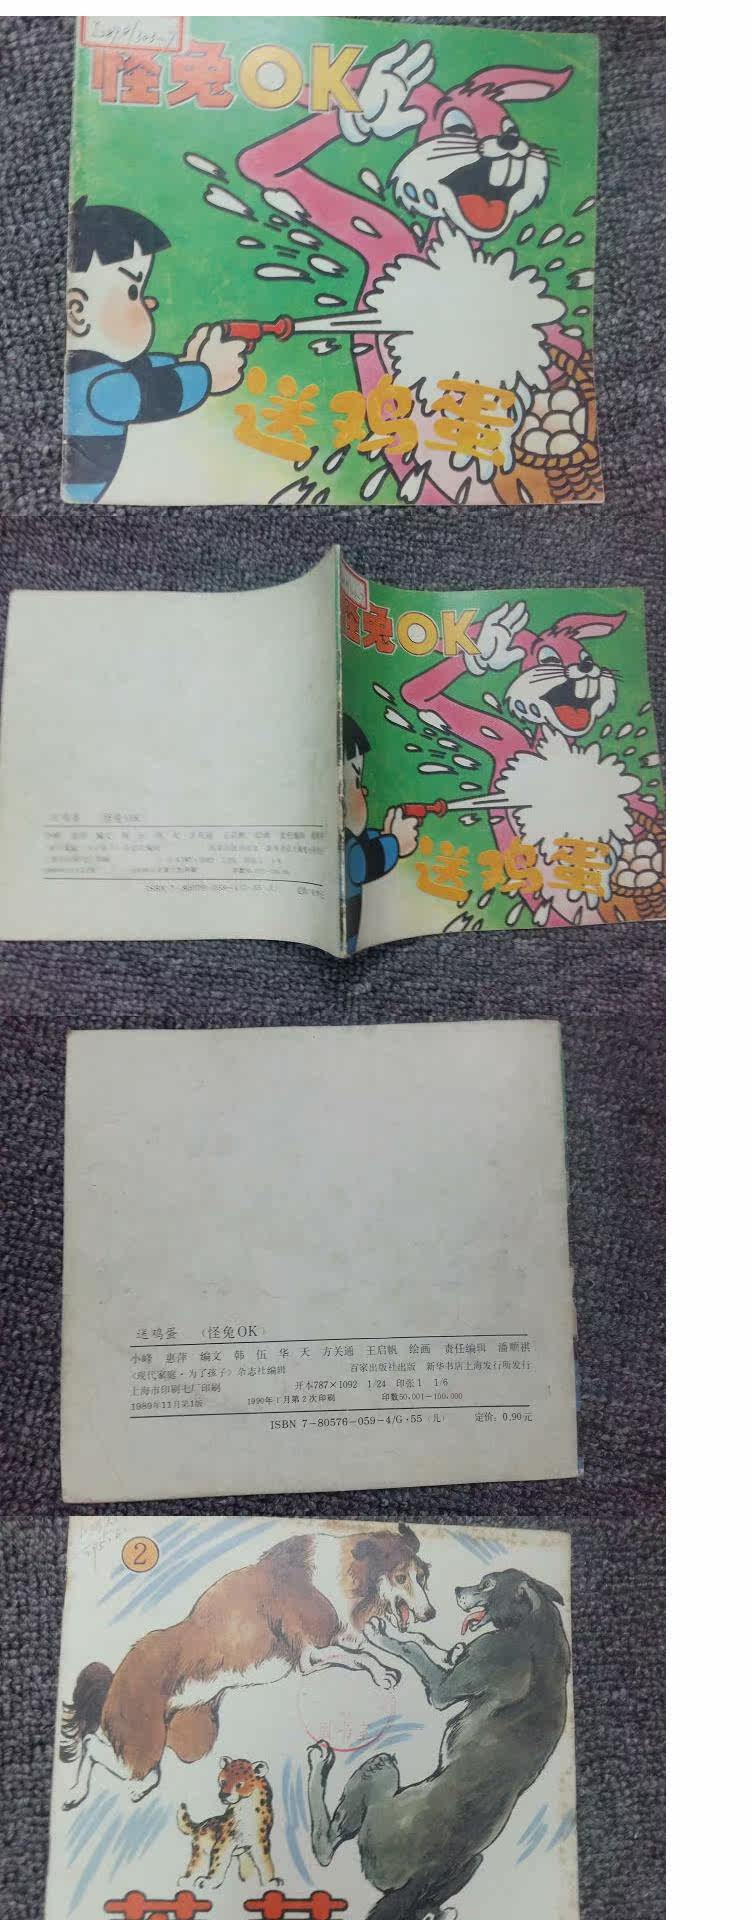 怪兔OK
送鸡蛋
怪兔OK
送鸡蛋
ISBN 7-80576-059-4/G·55(儿)
送鸡蛋 (怪兔OK)
小峰 惠萍 编文 韩 伍 华 天 方关通 王启帆 绘画 责任编辑 潘顺祺
《现代家庭·为了孩子》杂志社编辑 百家出版社出版 新华书店上海发行所发行
上海市印刷七厂印刷 开本787×1092 1/24 印张1 1/6
1989年11月第1版 1990年1月第2次印刷 印数50,001-100,000
ISBN 7-80576-059-4/G·55(儿) 定价:0.90元
2